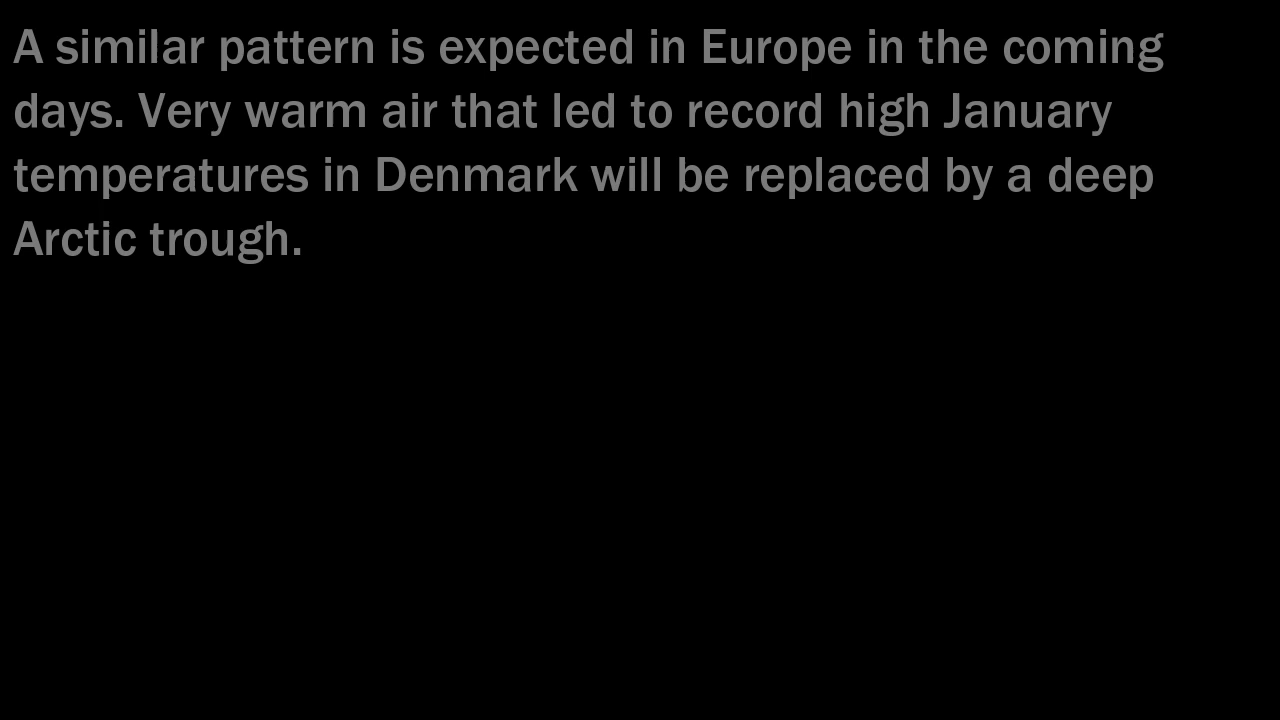 A similar pattern is expected in Europe in the coming
days. Very warm air that led to record high January
temperatures in Denmark will be replaced by a deep
Arctic trough.